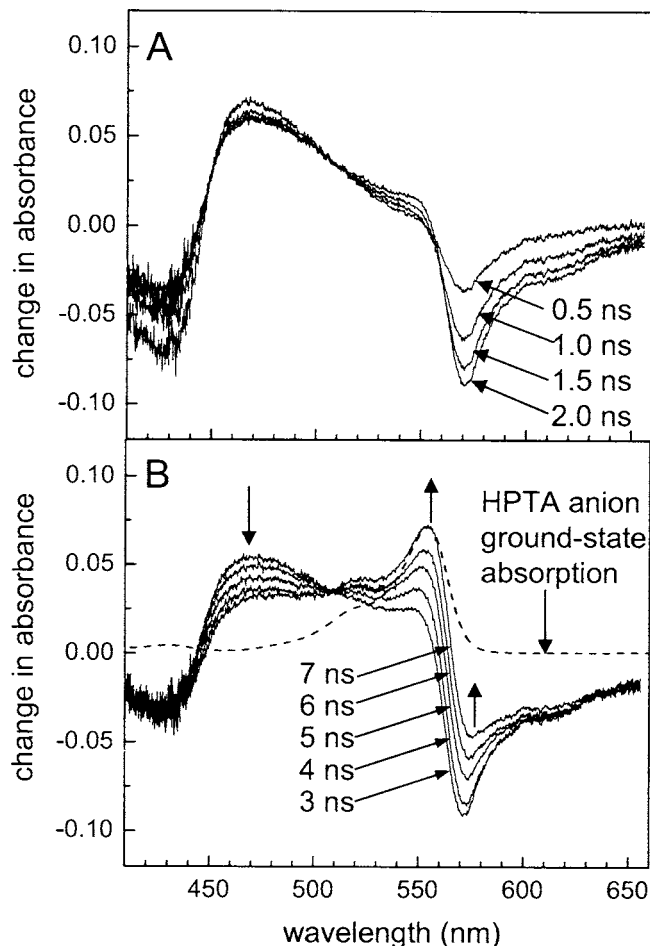 A
change in absorbance
0.10
0.05
0.00
-0.05
-0.10
0.5 ns
1.0 ns
1.5 ns
2.0 ns
B
change in absorbance
0.10
0.05
0.00
-0.05
-0.10
HPTA anion
ground-state
absorption
7 ns
6 ns
5 ns
4 ns
3 ns
450
500
550
600
650
wavelength (nm)